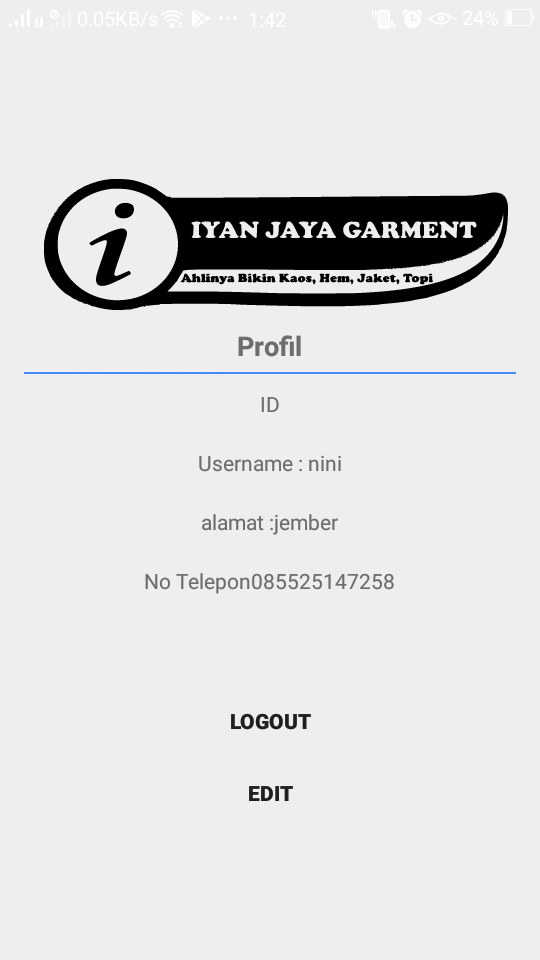 0.05KB/s 1:42 24%
i
IYAN JAYA GARMENT
Ahlinya Bikin Kaos, Hem, Jaket, Topi
Profil
ID
Username : nini
alamat :jember
No Telepon085525147258
LOGOUT
EDIT